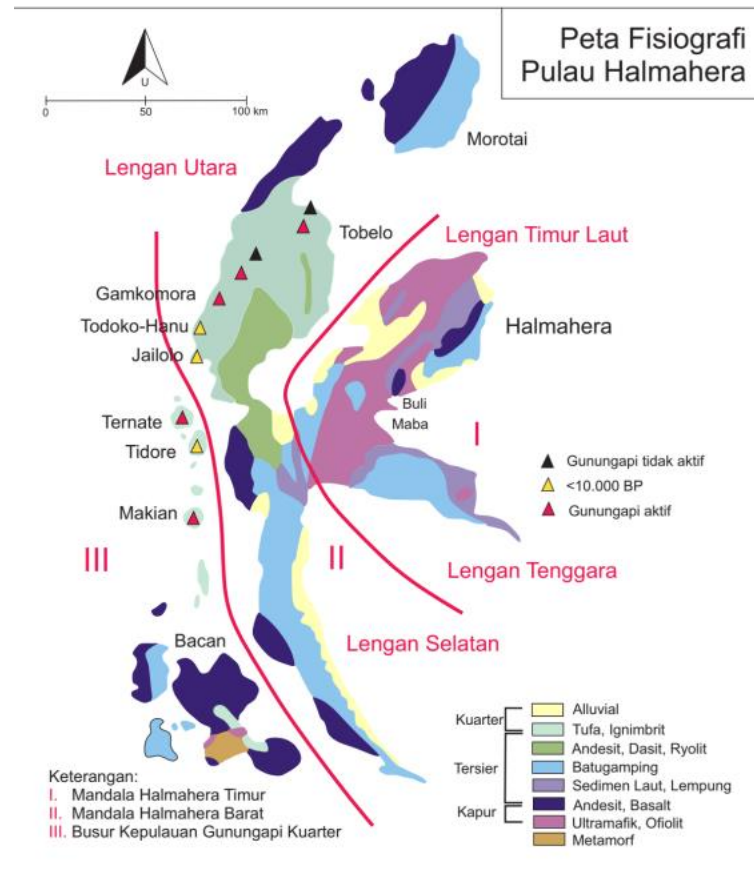 Peta Fisiografi
Pulau Halmahera
U
0 50 100 km
Morotai
Lengan Utara
Tobelo
Lengan Timur Laut
Gamkomora
Todoko-Hanu
Halmahera
Jailolo
Buli
Maba
Ternate
I
Tidore
Gunungapi tidak aktif
<10.000 BP
Makian
Gunungapi aktif
III
II
Lengan Tenggara
Bacan
Lengan Selatan
Kuarter
Alluvial
Tufa, Ignimbrit
Tersier
Andesit, Dasit, Ryolit
Batugamping
Sedimen Laut, Lempung
Kapur
Andesit, Basalt
Ultramafik, Ofiolit
Metamorf
Keterangan:
I. Mandala Halmahera Timur
II. Mandala Halmahera Barat
III. Busur Kepulauan Gunungapi Kuarter